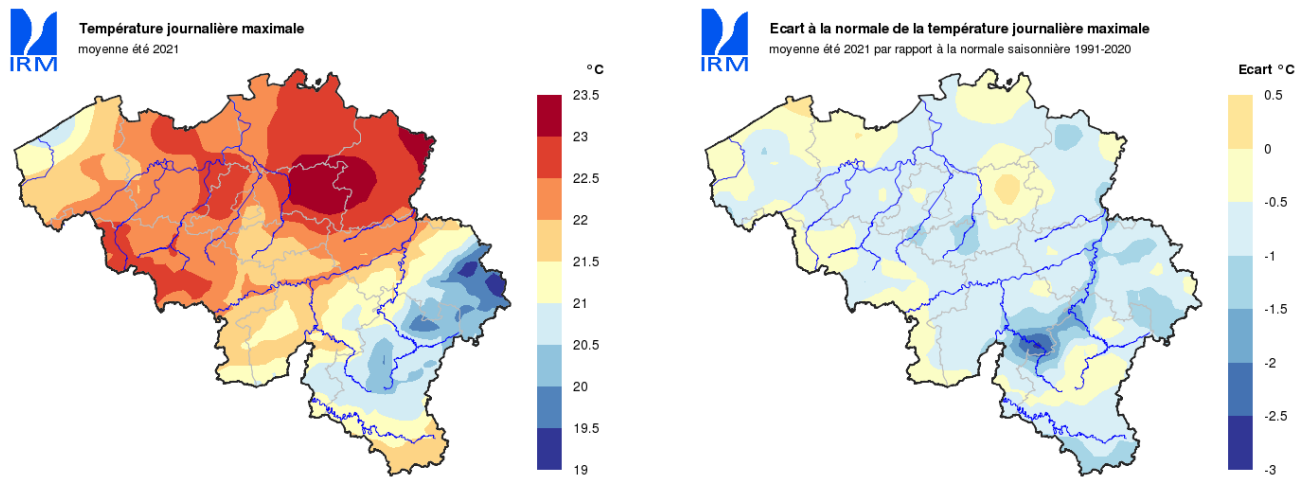 IRM
Température journalière maximale
moyenne été 2021
°C
23.5
23
22.5
22
21.5
21
20.5
20
19.5
19
IRM
Ecart à la normale de la température journalière maximale
moyenne été 2021 par rapport à la normale saisonnière 1991-2020
Ecart °C
0.5
0
-0.5
-1
-1.5
-2
-2.5
-3